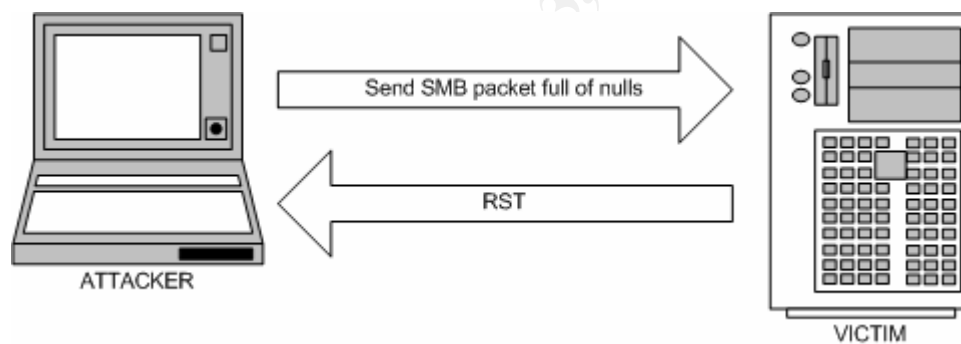 Send SMB packet full of nulls
RST
ATTACKER
VICTIM